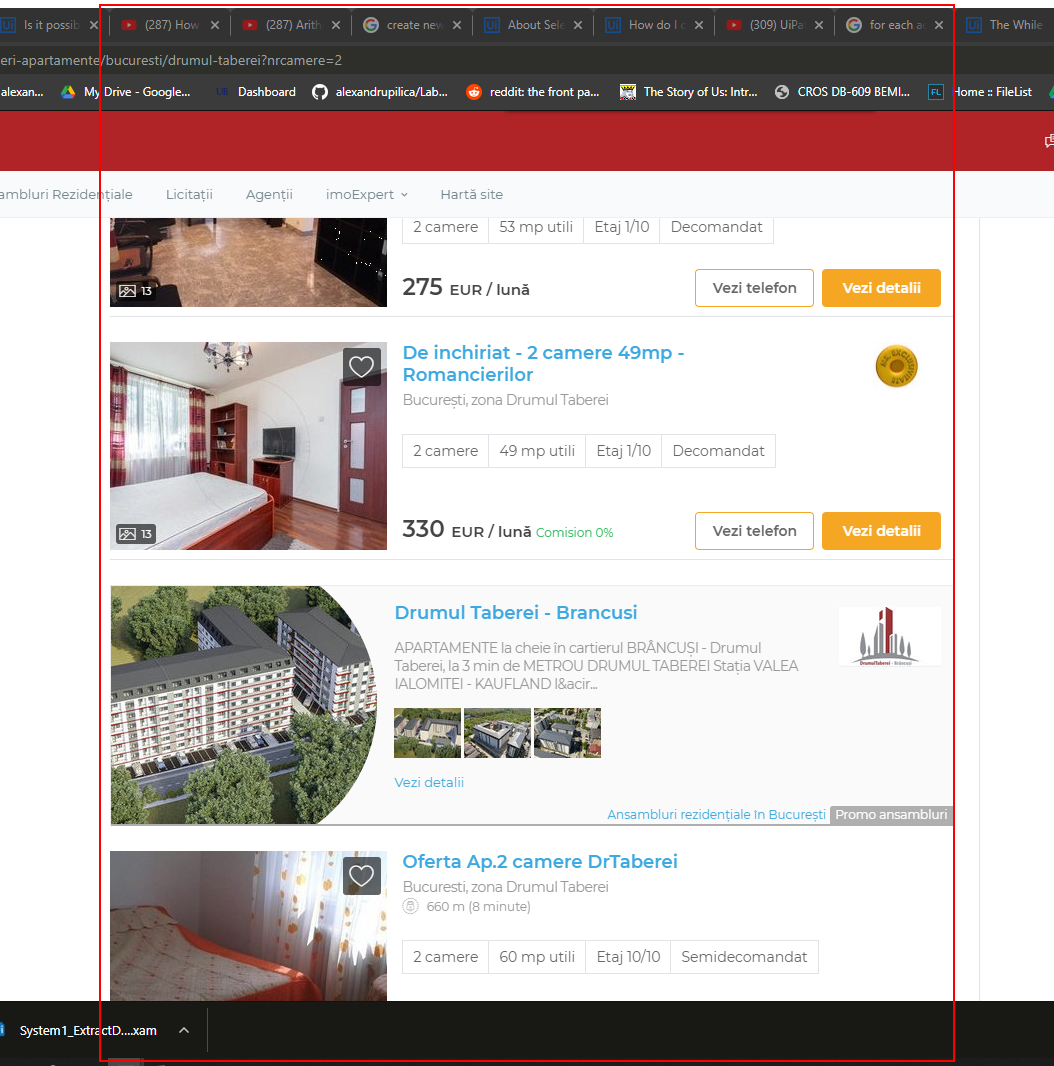 Is it possib
(287) How
(287) Arith
create new
About Sele
How do I c
(309) UiPa
for each ac
The While
eri-apartamente/bucuresti/drumul-taberei?nrcamere=2
alexan...
My Drive - Google...
UB Dashboard
alexandrupilica/Lab...
reddit: the front pa...
The Story of Us: Intr...
CROS DB-609 BEMI...
FL Home :: FileList
ambluri Rezidențiale
Licitații
Agenții
imoExpert
Hartă site
2 camere 53 mp utili Etaj 1/10 Decomandat
13
275 EUR / lună
Vezi telefon
Vezi detalii
De inchiriat - 2 camere 49mp -
Romancierilor
București, zona Drumul Taberei
2 camere 49 mp utili Etaj 1/10 Decomandat
13
330 EUR / lună Comision 0%
Vezi telefon
Vezi detalii
Drumul Taberei - Brancusi
APARTAMENTE la cheie în cartierul BRÂNCUȘI - Drumul
Taberei, la 3 min de METROU DRUMUL TABEREI Stația VALEA
IALOMITEI - KAUFLAND I&acir...
DrumulTaberei - Brâncuși
Vezi detalii
Ansambluri rezidențiale în București
Promo ansambluri
Oferta Ap.2 camere DrTaberei
Bucuresti, zona Drumul Taberei
660 m (8 minute)
2 camere 60 mp utili Etaj 10/10 Semidecomandat
System1_ExtractD....xam